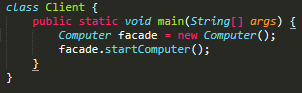 class Client {
    public static void main(String[] args) {
        Computer facade = new Computer();
        facade.startComputer();
    }
}